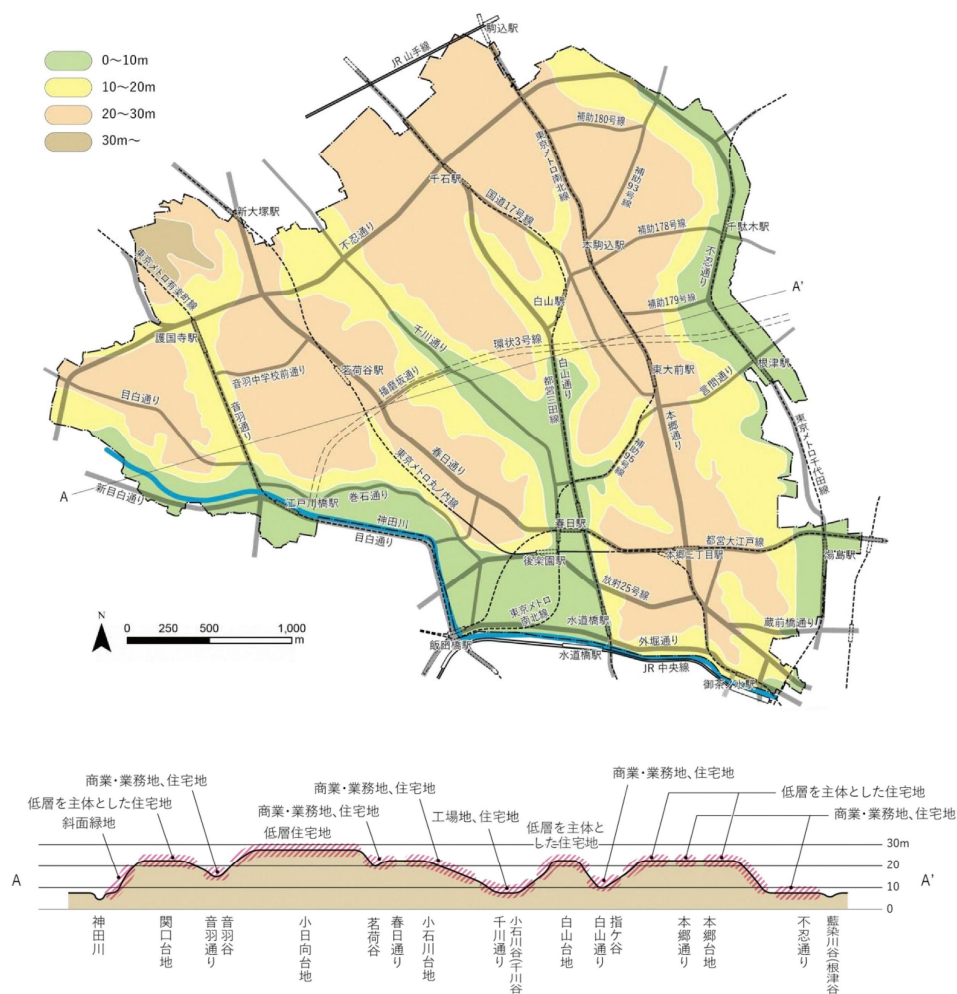 0～10m
10～20m
20～30m
30m～
駒込駅
JR 山手線
補助180号線
東京メトロ南北線
補助93号線
千石駅
国道17号線
新大塚駅
不忍通り
本駒込駅
補助178号線
千駄木駅
不忍通り
東京メトロ有楽町線
A'
白山駅
補助179号線
護国寺駅
千川通り
環状3号線
白山通り
都営三田線
根津駅
音羽中学校前通り
茗荷谷駅
播磨坂通り
東大前駅
言問通り
目白通り
音羽通り
本郷通り
東京メトロ千代田線
補助95号線
春日通り
東京メトロ丸ノ内線
A
新目白通り
江戸川橋駅
巻石通り
神田川
目白通り
春日駅
都営大江戸線
本郷三丁目駅
湯島駅
後楽園駅
放射25号線
東京メトロ
南北線
水道橋駅
蔵前橋通り
N
0 250 500 1,000
m
飯田橋駅
水道橋駅
外堀通り
JR 中央線
御茶ノ水駅
商業・業務地、住宅地
商業・業務地、住宅地
商業・業務地、住宅地
低層を主体とした住宅地
斜面緑地
商業・業務地、住宅地
低層住宅地
工場地、住宅地
低層を主体と
した住宅地
低層を主体とした住宅地
商業・業務地、住宅地
30m
20
10
0
A
A'
神田川
関口台地
音羽通り
音羽谷
小日向台地
茗荷谷
春日通り
小石川台地
千川通り
小石川谷(千川谷)
白山台地
白山通り
指ケ谷
本郷通り
本郷台地
不忍通り
藍染川谷(根津谷)